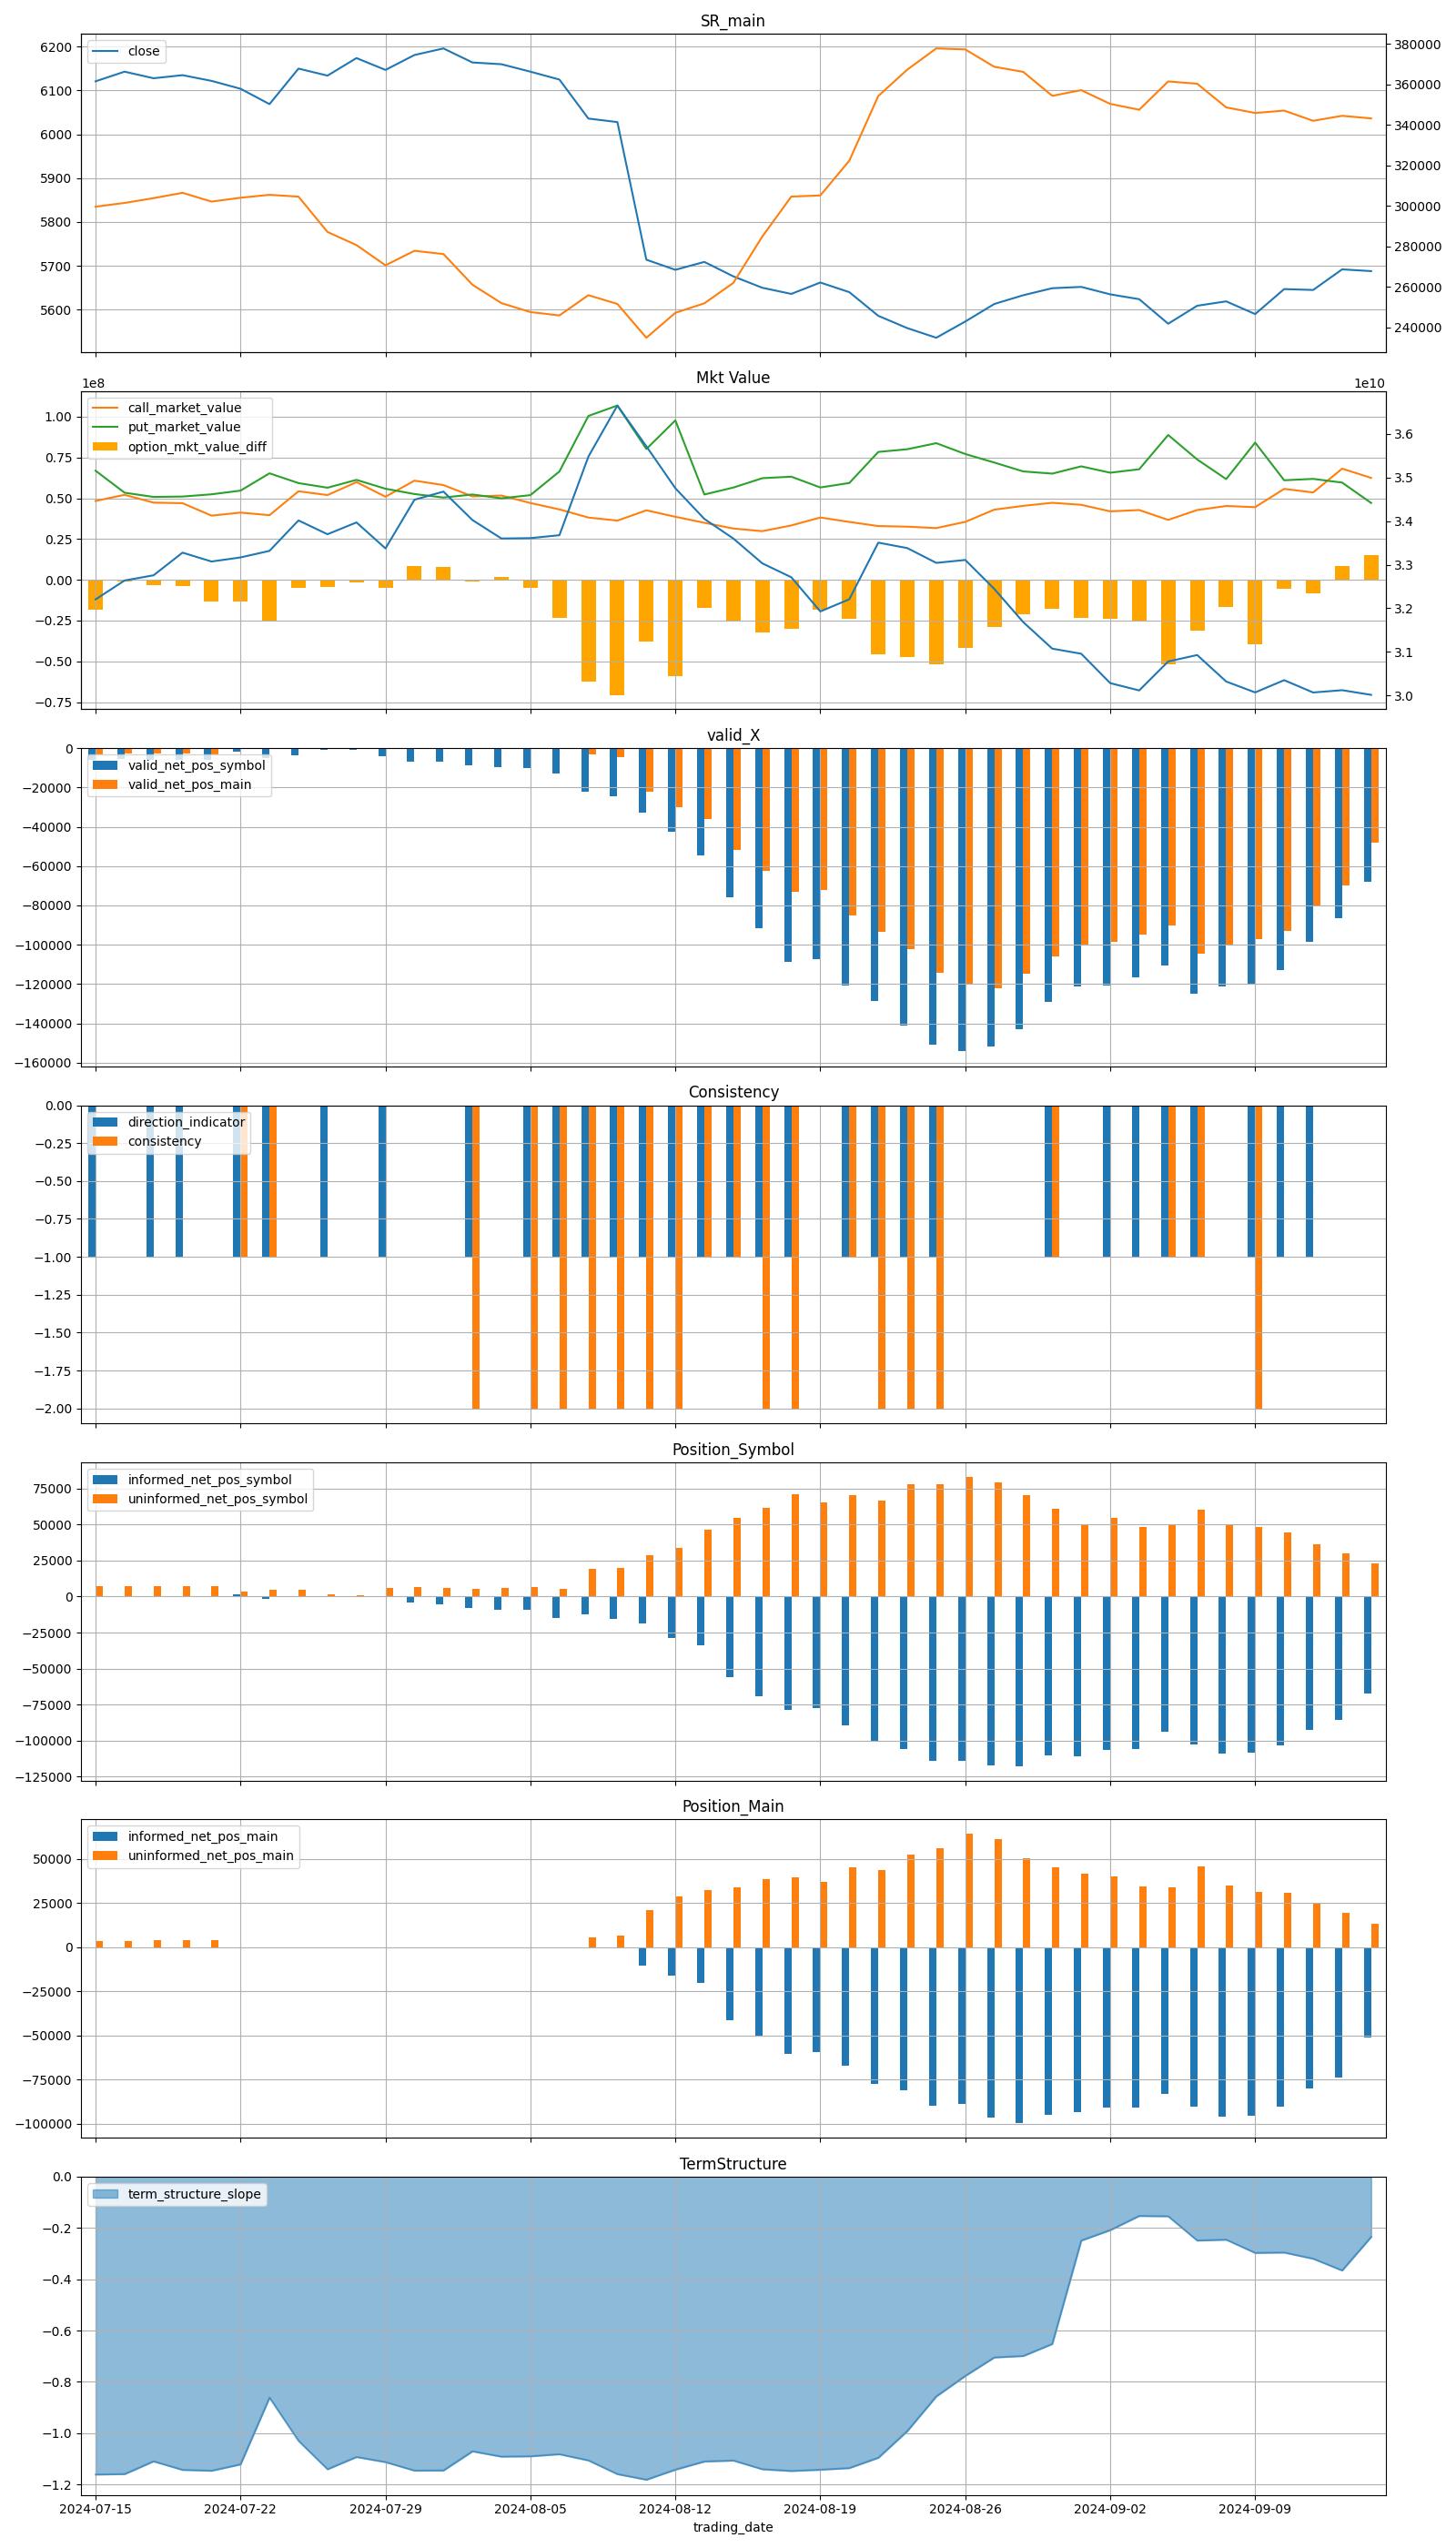 SR_main
close
6200
6100
6000
5900
5800
5700
5600
380000
360000
340000
320000
300000
280000
260000
240000
Mkt Value
1e8
1e10
call_market_value
put_market_value
option_mkt_value_diff
1.00
0.75
0.50
0.25
0.00
−0.25
−0.50
−0.75
3.6
3.5
3.4
3.3
3.2
3.1
3.0
valid_X
valid_net_pos_symbol
valid_net_pos_main
0
−20000
−40000
−60000
−80000
−100000
−120000
−140000
−160000
Consistency
direction_indicator
consistency
0.00
−0.25
−0.50
−0.75
−1.00
−1.25
−1.50
−1.75
−2.00
Position_Symbol
informed_net_pos_symbol
uninformed_net_pos_symbol
75000
50000
25000
0
−25000
−50000
−75000
−100000
−125000
Position_Main
informed_net_pos_main
uninformed_net_pos_main
50000
25000
0
−25000
−50000
−75000
−100000
TermStructure
term_structure_slope
0.0
−0.2
−0.4
−0.6
−0.8
−1.0
−1.2
2024-07-15 2024-07-22 2024-07-29 2024-08-05 2024-08-12 2024-08-19 2024-08-26 2024-09-02 2024-09-09
trading_date